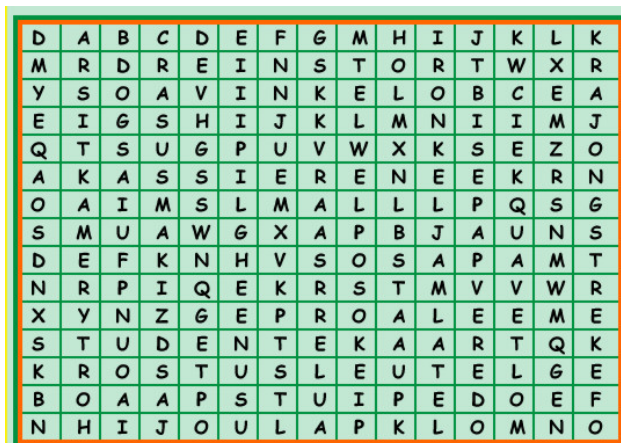 D A B C D E F G M H I J K L K
M R D R E I N S T O R T W X R
Y S O A V I N K E L O B C E A
E I G S H I J K L M N I I M J
Q T S U G P U V W X K S E Z O
A K A S S I E R E N E E K R N
O A I M S L M A L L L P Q S G
S M U A W G X A P B J A U N S
D E F K N H V S O S A P A M T
N R P I Q E K R S T M V V W R
X Y N Z G E P R O A L E E M E
S T U D E N T E K A A R T Q K
K R O S T U S L E U T E L G E
B O A A P S T U I P E D O E F
N H I J O U L A P K L O M N O